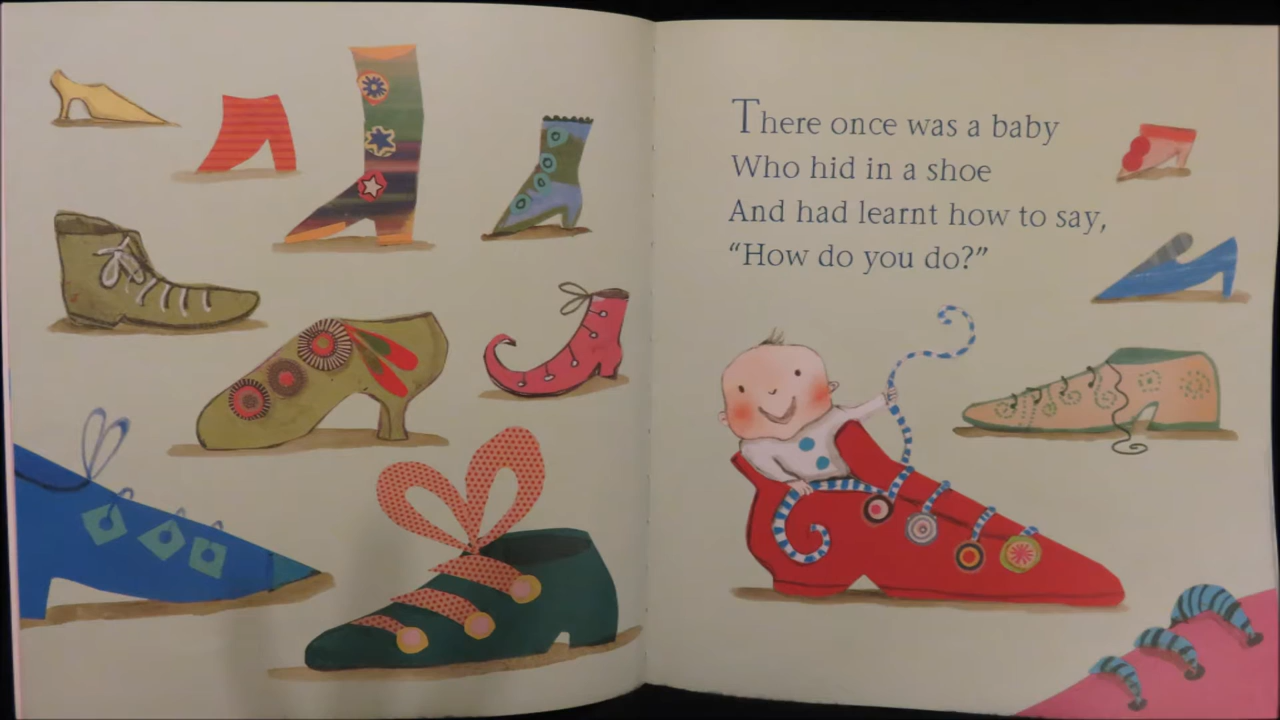 There once was a baby
Who hid in a shoe
And had learnt how to say,
“How do you do?”